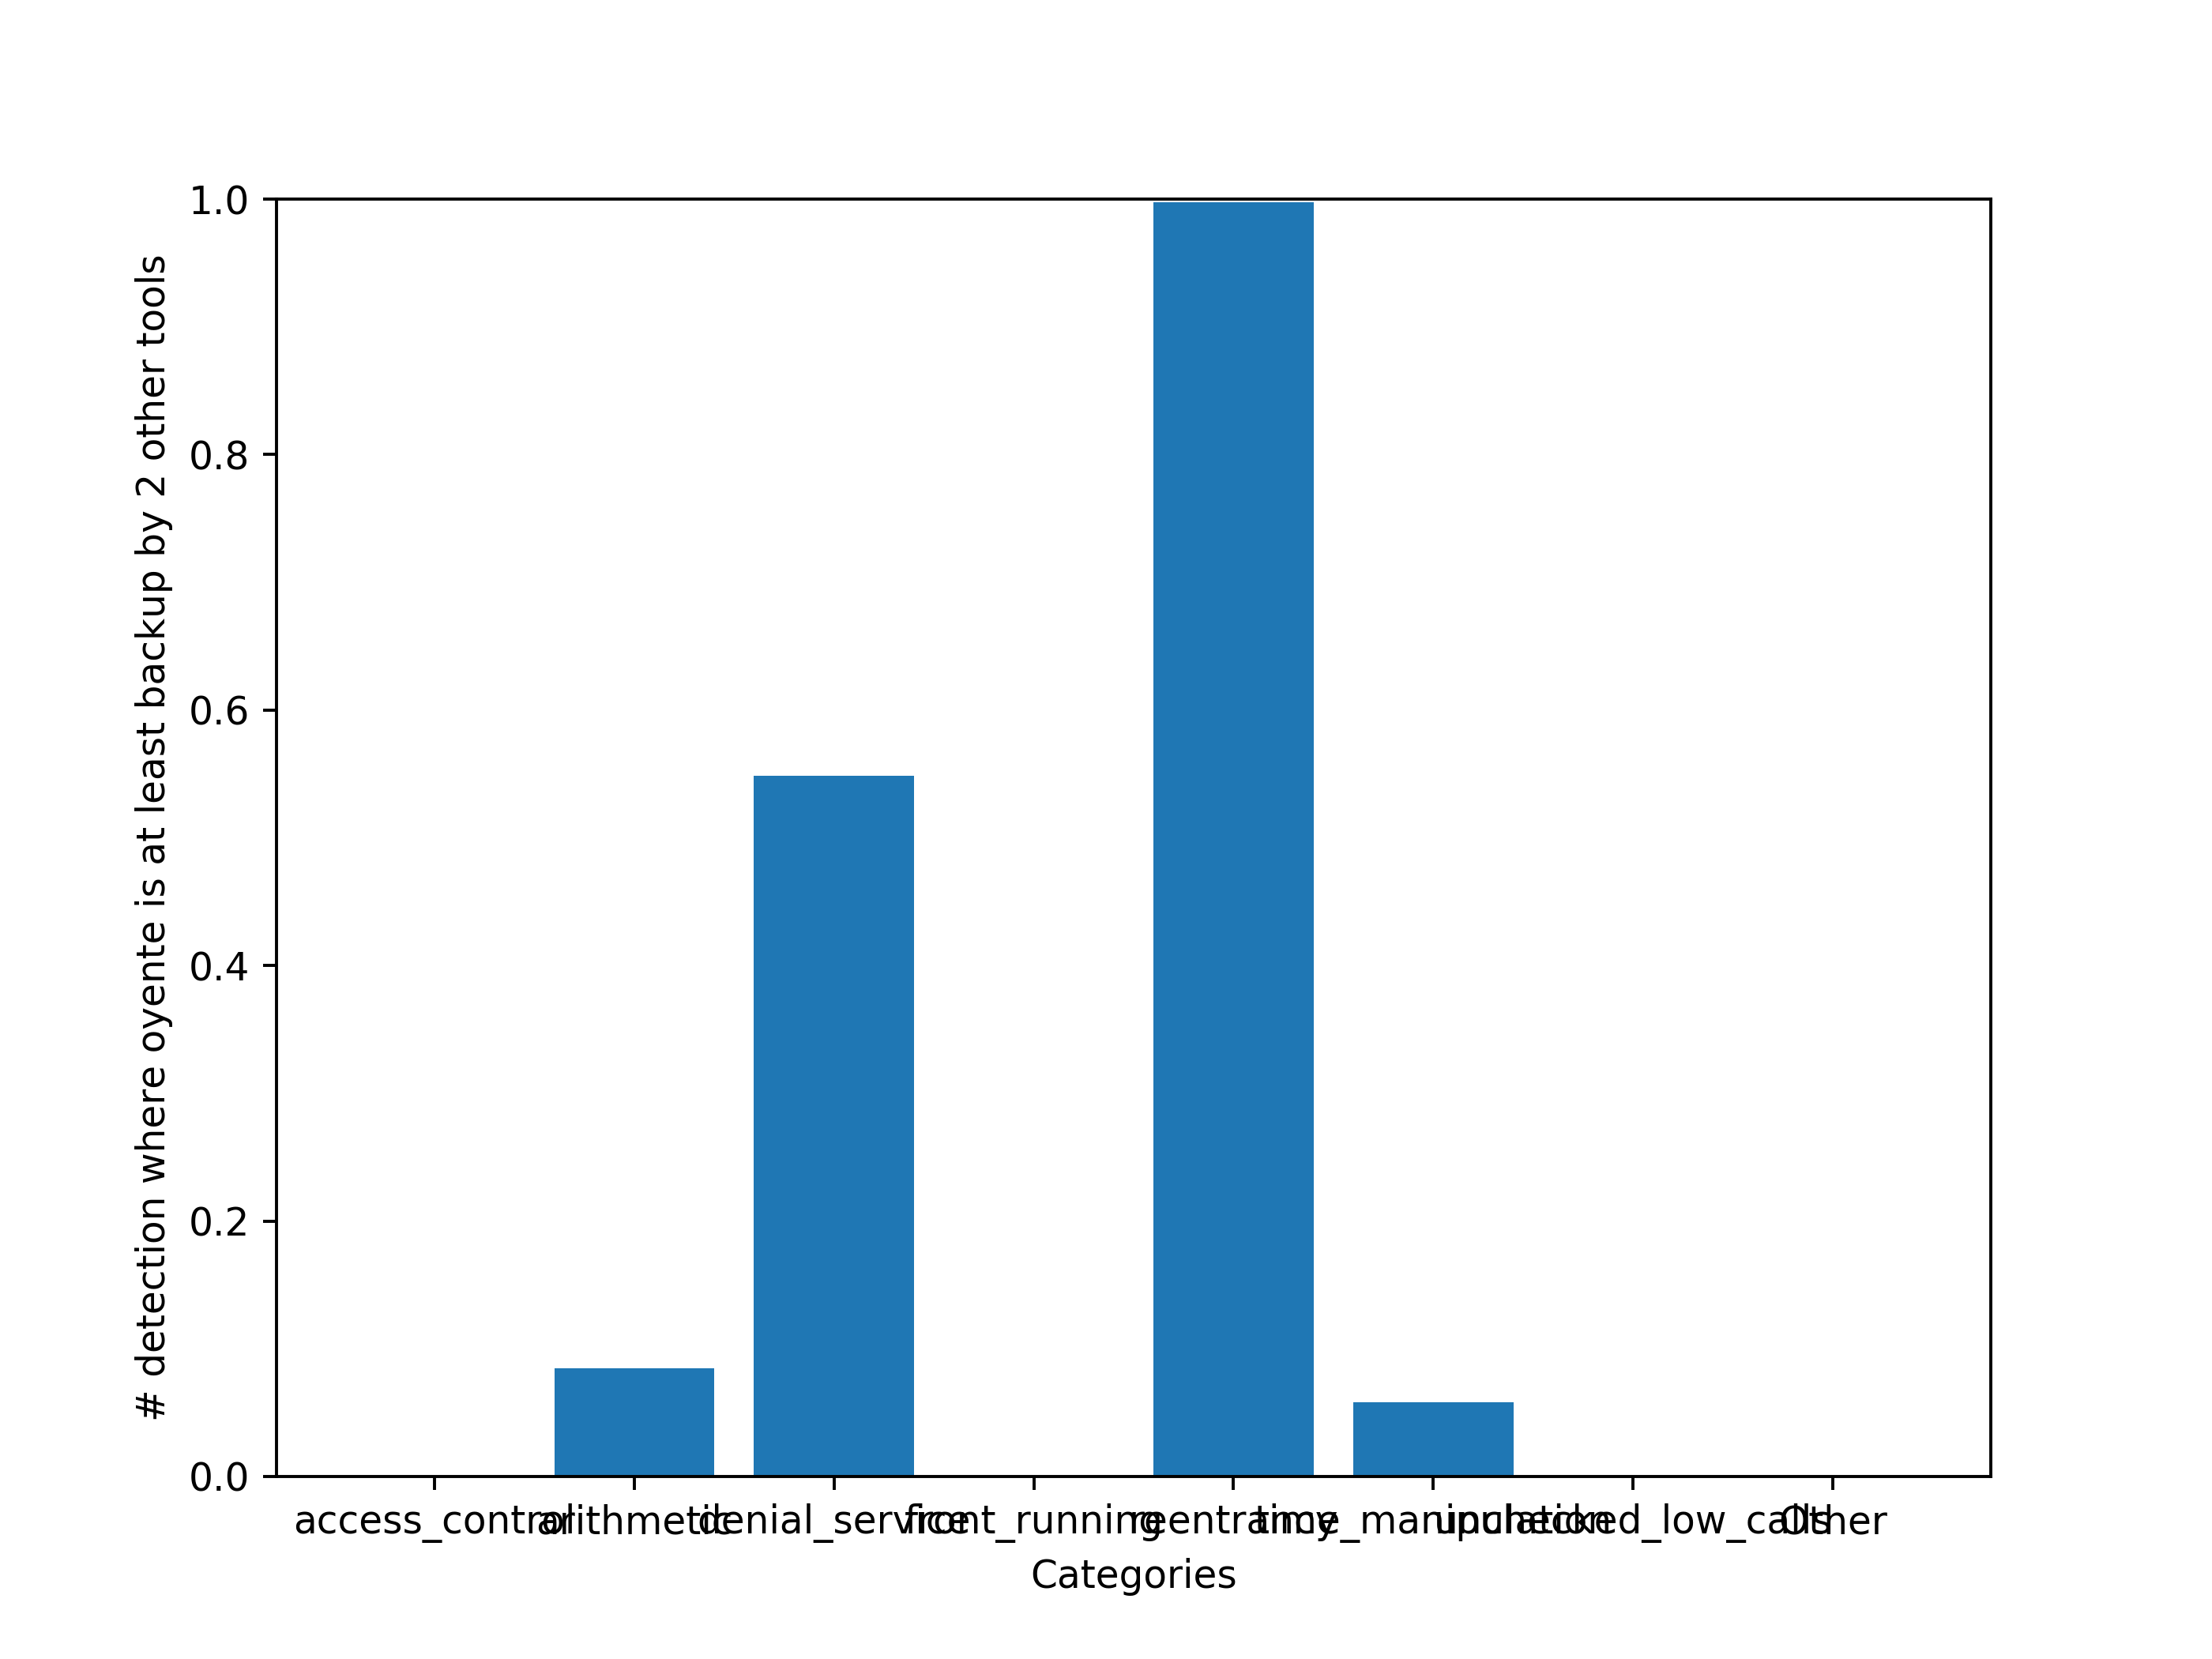 # detection where oyente is at least backup by 2 other tools
1.0
0.8
0.6
0.4
0.2
0.0
access_control
arithmetic
denial_service
front_running
reentrancy
time_manipulation
unchecked_low_calls
Other
Categories